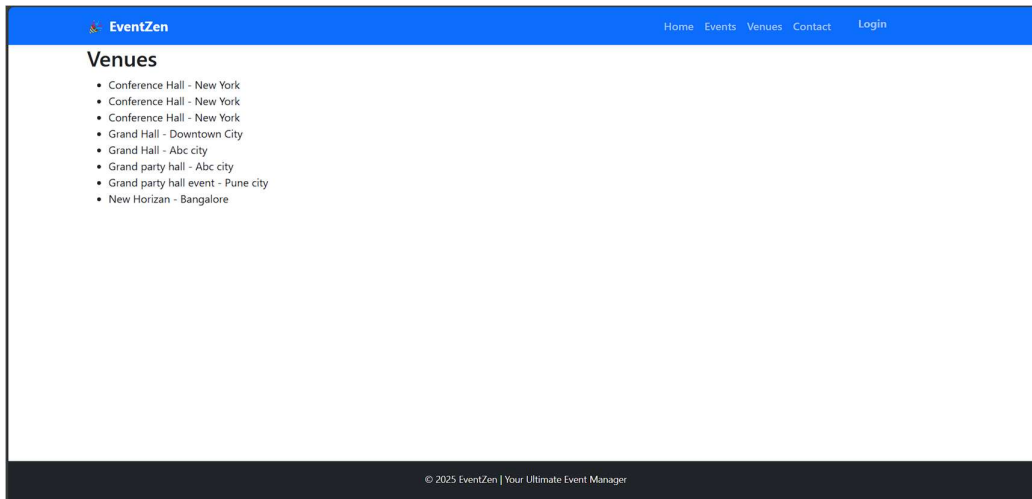 EventZen
Home Events Venues Contact Login
Venues
• Conference Hall - New York
• Conference Hall - New York
• Conference Hall - New York
• Grand Hall - Downtown City
• Grand Hall - Abc city
• Grand party hall - Abc city
• Grand party hall event - Pune city
• New Horizan - Bangalore
© 2025 EventZen | Your Ultimate Event Manager